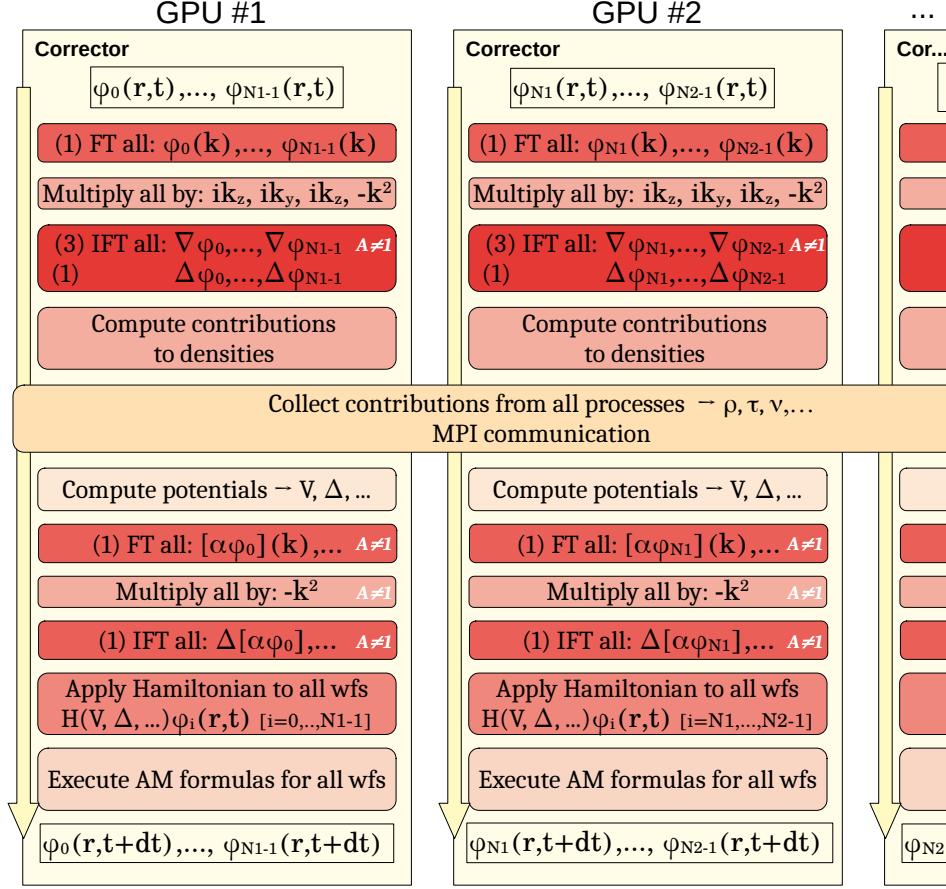 GPU #1
Corrector
φ₀(r,t),..., φN1-1(r,t)
(1) FT all: φ₀(k),..., φN1-1(k)
Multiply all by: ikz, iky, ikz, -k²
(3) IFT all: ∇φ₀,...,∇φN1-1 A≠1
(1) Δφ₀,...,ΔφN1-1
Compute contributions
to densities
GPU #2
Corrector
φN1(r,t),..., φN2-1(r,t)
(1) FT all: φN1(k),..., φN2-1(k)
Multiply all by: ikz, iky, ikz, -k²
(3) IFT all: ∇φN1,...,∇φN2-1 A≠1
(1) ΔφN1,...,ΔφN2-1
Compute contributions
to densities
...
Cor...
Collect contributions from all processes → ρ, τ, ν,...
MPI communication
Compute potentials → V, Δ, ...
(1) FT all: [αφ₀](k),... A≠1
Multiply all by: -k² A≠1
(1) IFT all: Δ[αφ₀],... A≠1
Apply Hamiltonian to all wfs
H(V, Δ, ...)φi(r,t) [i=0,..,N1-1]
Execute AM formulas for all wfs
φ₀(r,t+dt),..., φN1-1(r,t+dt)
Compute potentials → V, Δ, ...
(1) FT all: [αφN1](k),... A≠1
Multiply all by: -k² A≠1
(1) IFT all: Δ[αφN1],... A≠1
Apply Hamiltonian to all wfs
H(V, Δ, ...)φi(r,t) [i=N1,...,N2-1]
Execute AM formulas for all wfs
φN1(r,t+dt),..., φN2-1(r,t+dt)
φN2